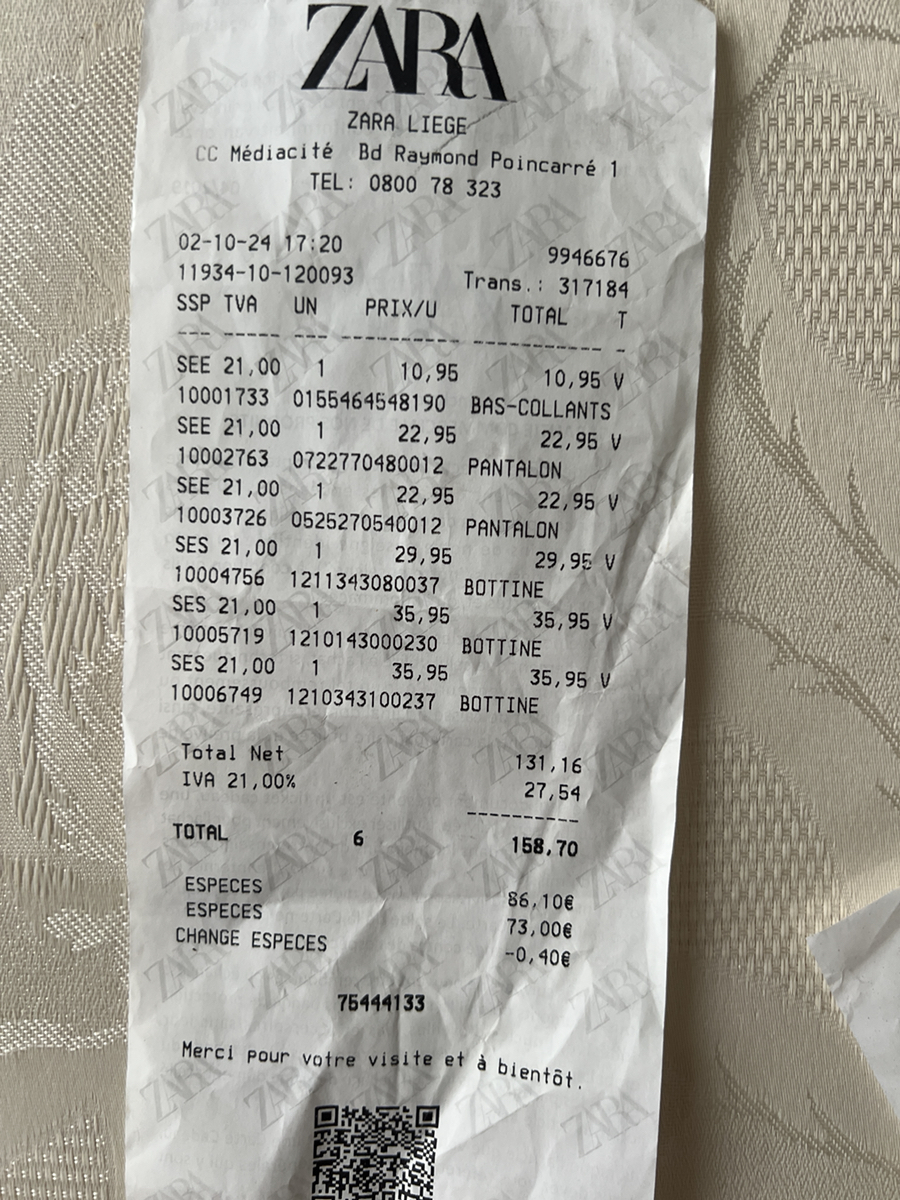 ZARA
ZARA LIEGE
CC Médiacité Bd Raymond Poincarré 1
TEL: 0800 78 323
02-10-24 17:20 9946676
11934-10-120093 Trans.: 317184
SSP TVA UN PRIX/U TOTAL T
--- ----- --- ---------- ----------- -
SEE 21,00 1 10,95 10,95 V
10001733 0155464548190 BAS-COLLANTS
SEE 21,00 1 22,95 22,95 V
10002763 0722770480012 PANTALON
SEE 21,00 1 22,95 22,95 V
10003726 0525270540012 PANTALON
SES 21,00 1 29,95 29,95 V
10004756 1211343080037 BOTTINE
SES 21,00 1 35,95 35,95 V
10005719 1210143000230 BOTTINE
SES 21,00 1 35,95 35,95 V
10006749 1210343100237 BOTTINE
Total Net 131,16
IVA 21,00% 27,54
----------
TOTAL 6 158,70
ESPECES 86,10€
ESPECES 73,00€
CHANGE ESPECES -0,40€
75444133
Merci pour votre visite et à bientôt.